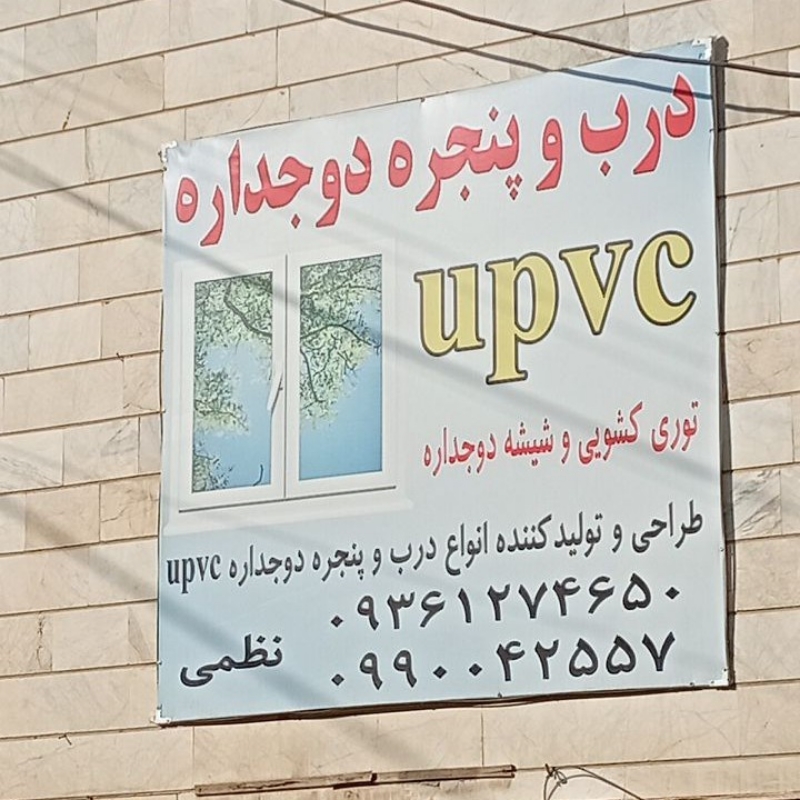 درب و پنجره دوجداره
upvc
توری کشویی و شیشه دوجداره
طراحی و تولید کننده انواع درب و پنجره دوجداره upvc
۰۹۳۶۱۲۷۴۶۵۰
نظمی ۰۹۹۰۰۴۲۵۵۷